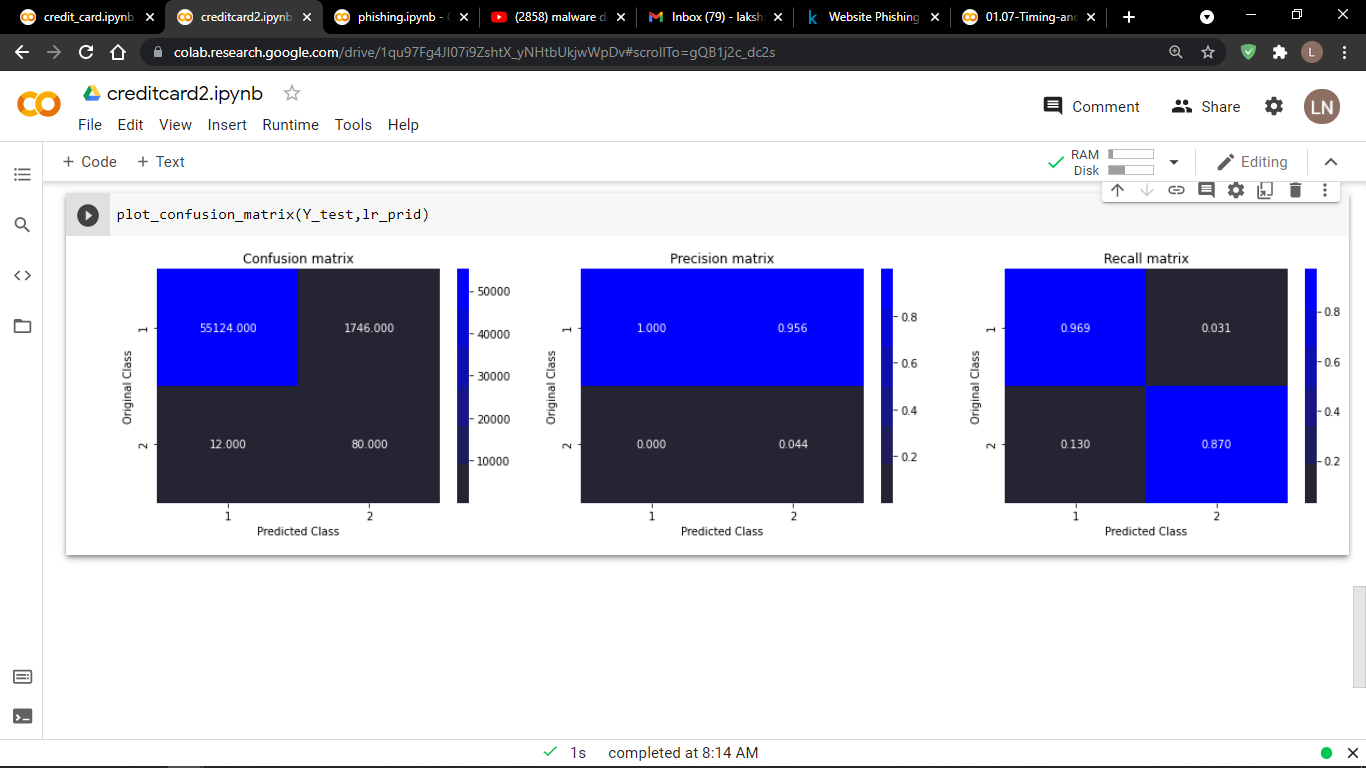 credit_card.ipynb
creditcard2.ipynb
phishing.ipynb -
(2858) malware d
Inbox (79) - laksh
k Website Phishing
01.07-Timing-and
colab.research.google.com/drive/1qu97Fg4Jl07i9ZshtX_yNHtbUkjwWpDv#scrollTo=gQB1j2c_dc2s
L
creditcard2.ipynb
Comment
Share
LN
File Edit View Insert Runtime Tools Help
+ Code + Text
RAM
Disk
Editing
plot_confusion_matrix(Y_test,lr_prid)
Confusion matrix
Original Class
1
2
55124.000 1746.000
12.000 80.000
1 2
Predicted Class
50000
40000
30000
20000
10000
Precision matrix
Original Class
1
2
1.000 0.956
0.000 0.044
1 2
Predicted Class
0.8
0.6
0.4
0.2
Recall matrix
Original Class
1
2
0.969 0.031
0.130 0.870
1 2
Predicted Class
0.8
0.6
0.4
0.2
1s completed at 8:14 AM